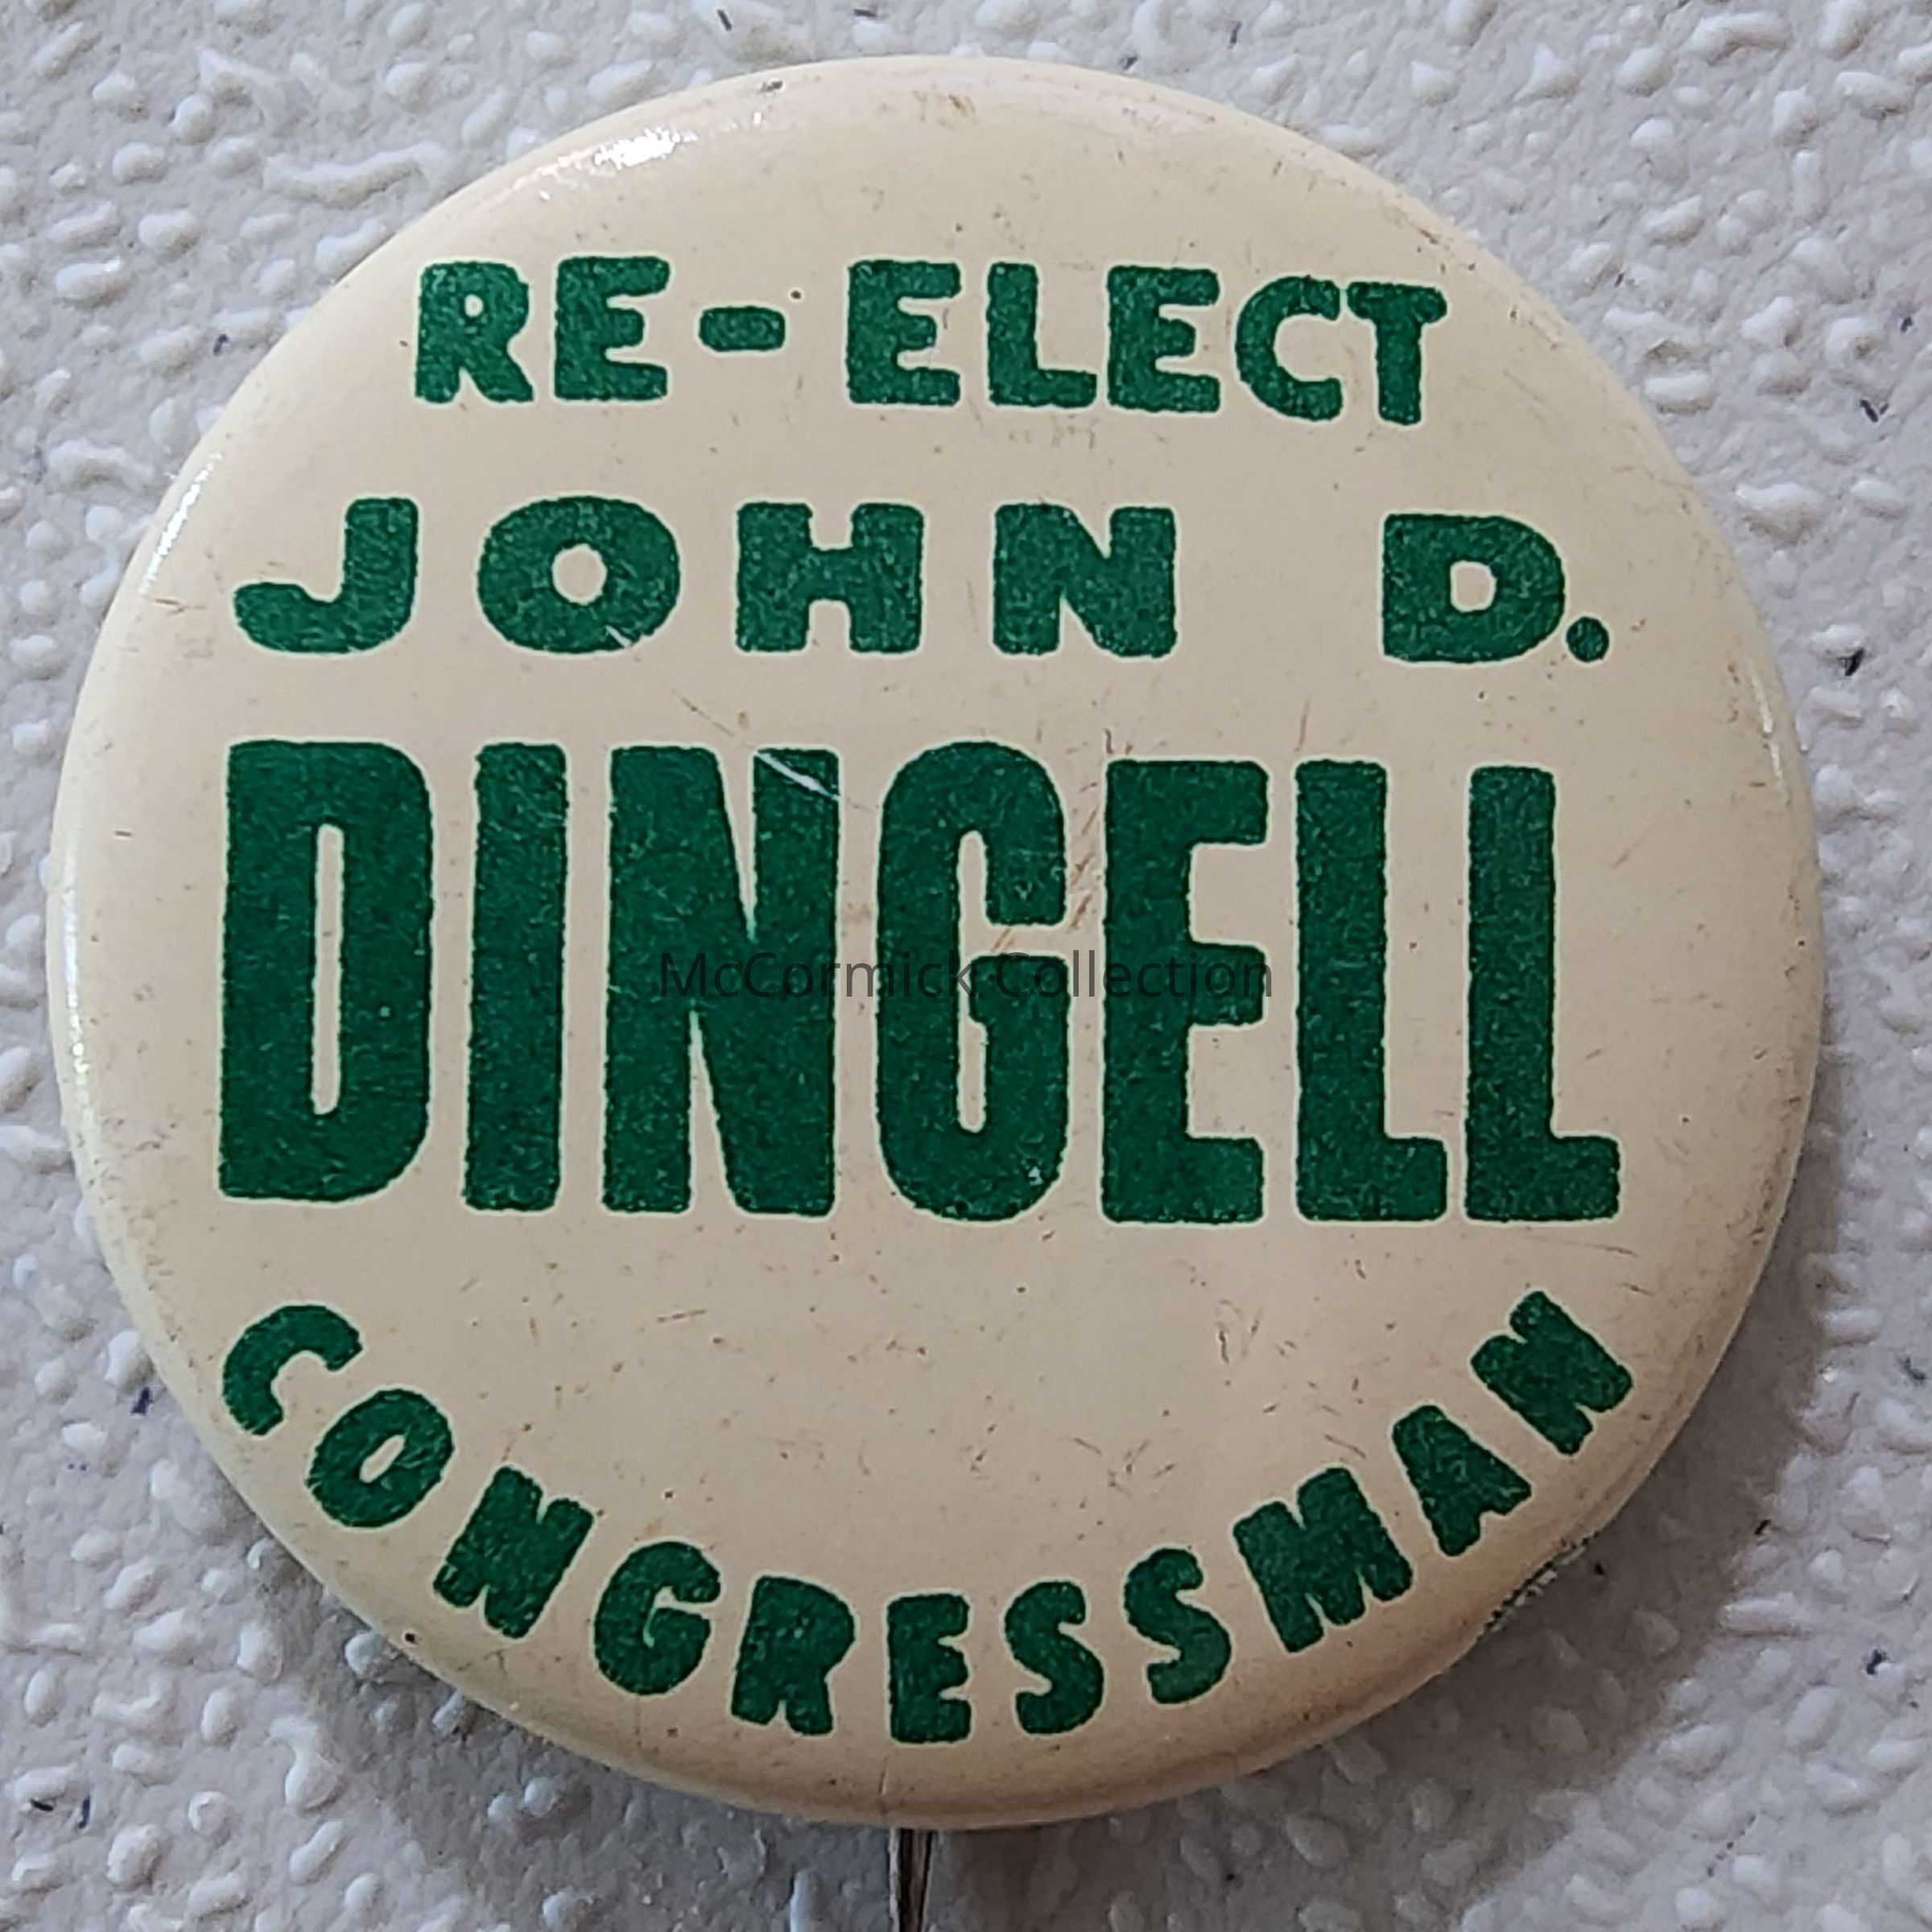 RE-ELECT
JOHN D.
DINGELL
McCormick Collection
CONGRESSMAN